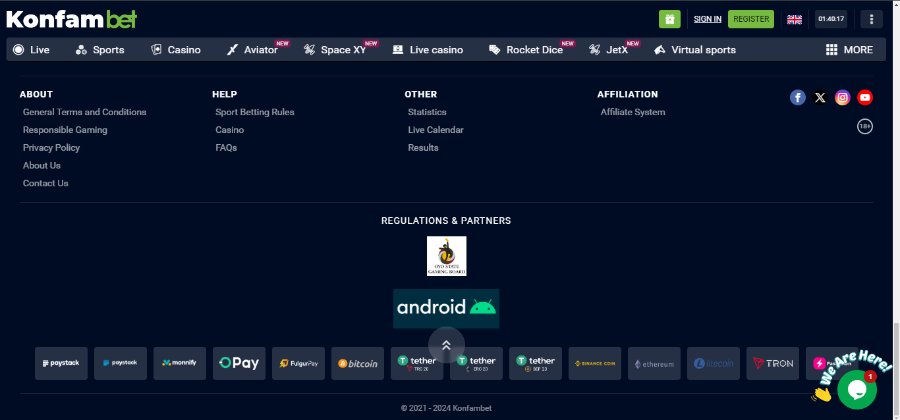 Konfambet
SIGN IN
REGISTER
01:40:17
Live
Sports
Casino
Aviator NEW
Space XY NEW
Live casino
Rocket Dice NEW
JetX NEW
Virtual sports
MORE
ABOUT
General Terms and Conditions
Responsible Gaming
Privacy Policy
About Us
Contact Us
HELP
Sport Betting Rules
Casino
FAQs
OTHER
Statistics
Live Calendar
Results
AFFILIATION
Affiliate System
18+
REGULATIONS & PARTNERS
OYO STATE
GAMING BOARD
android
paystack
paystack
monnify
OPay
FulgurPay
bitcoin
tether
TRC 20
tether
ERC 20
tether
BEP 20
BINANCE COIN
ethereum
litecoin
TRON
We Are Here!
1
© 2021 - 2024 Konfambet